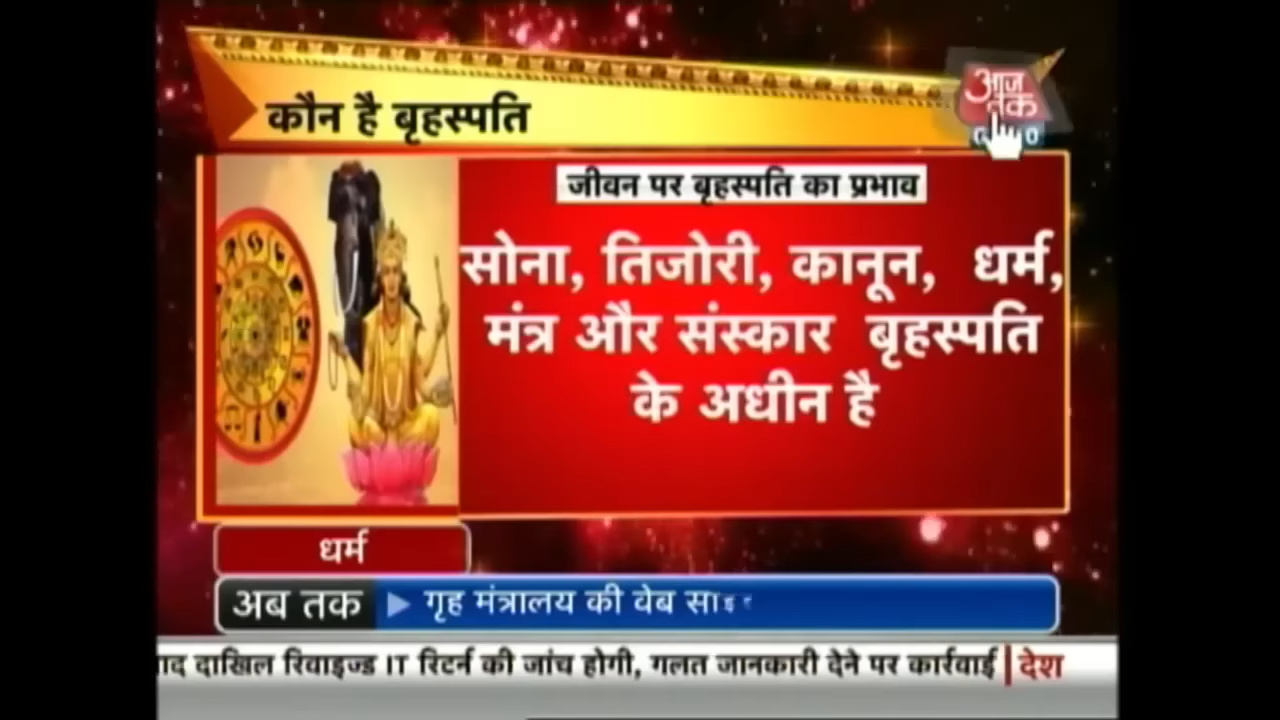 कौन है बृहस्पति
आज
तक
जीवन पर बृहस्पति का प्रभाव
सोना, तिजोरी, कानून, धर्म,
मंत्र और संस्कार बृहस्पति
के अधीन है
धर्म
अब तक
गृह मंत्रालय की वेब
दाखिल रिवाइज्ड IT रिटर्न की जांच होगी, गलत जानकारी देने पर कार्रवाई | देश